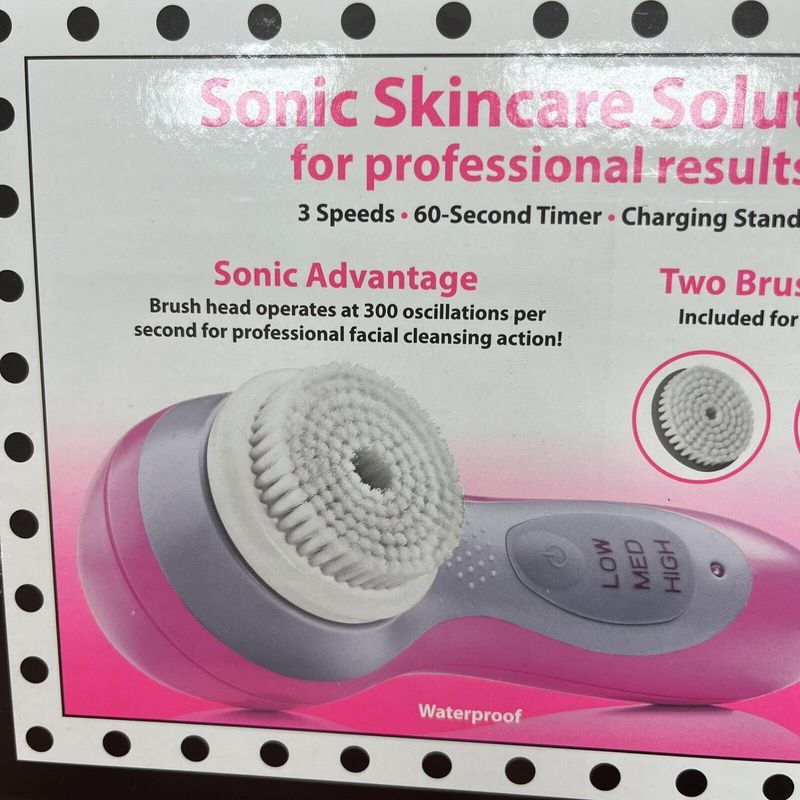 Sonic Skincare Solut
for professional results
3 Speeds • 60-Second Timer • Charging Stand
Sonic Advantage
Brush head operates at 300 oscillations per
second for professional facial cleansing action!
Two Brus
Included for
LOW
MED
HIGH
Waterproof